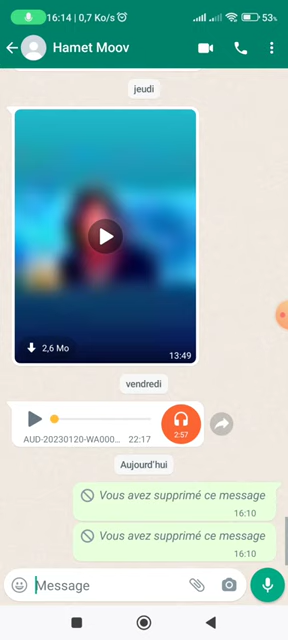 16:14 | 0,7 Ko/s
53%
Hamet Moov
jeudi
2,6 Mo
13:49
vendredi
2:57
AUD-20230120-WA000... 22:17
Aujourd'hui
Vous avez supprimé ce message
16:10
Vous avez supprimé ce message
16:10
Message